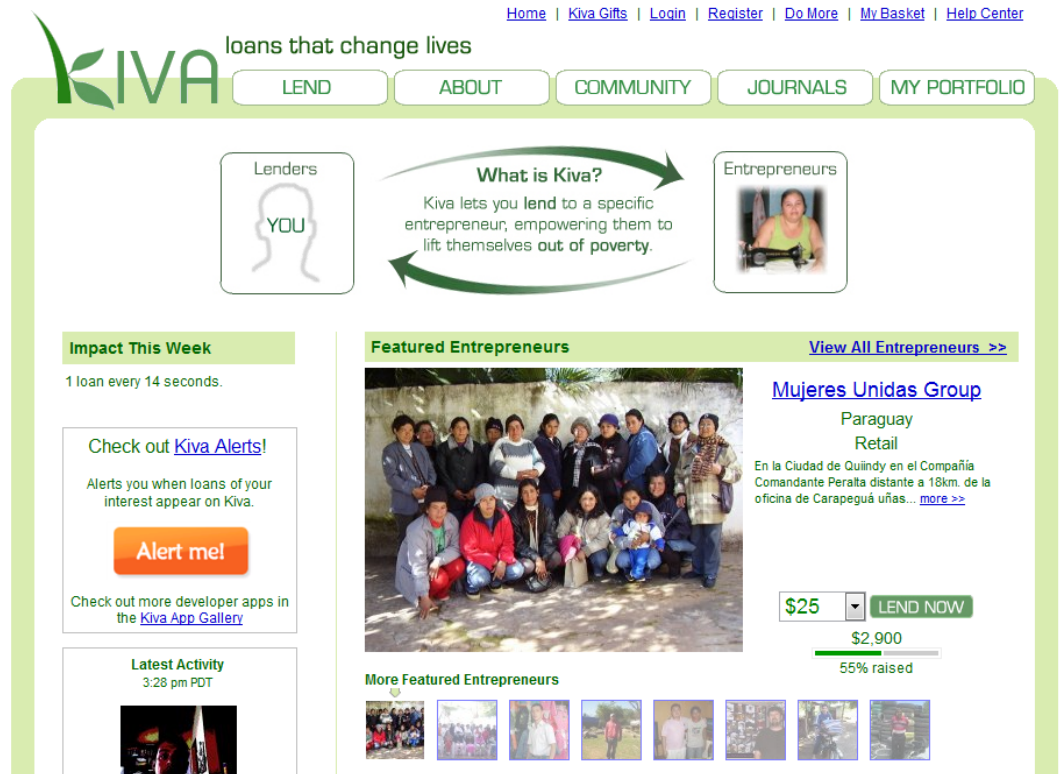 Home | Kiva Gifts | Login | Register | Do More | My Basket | Help Center
KIVA
loans that change lives
LEND
ABOUT
COMMUNITY
JOURNALS
MY PORTFOLIO
Lenders
YOU
What is Kiva?
Kiva lets you lend to a specific
entrepreneur, empowering them to
lift themselves out of poverty.
Entrepreneurs
Impact This Week
1 loan every 14 seconds.
Check out Kiva Alerts!
Alerts you when loans of your
interest appear on Kiva.
Alert me!
Check out more developer apps in
the Kiva App Gallery
Latest Activity
3:28 pm PDT
Featured Entrepreneurs
View All Entrepreneurs >>
Mujeres Unidas Group
Paraguay
Retail
En la Ciudad de Quiindy en el Compañía
Comandante Peralta distante a 18km. de la
oficina de Carapeguá uñas... more >>
$25
LEND NOW
$2,900
55% raised
More Featured Entrepreneurs